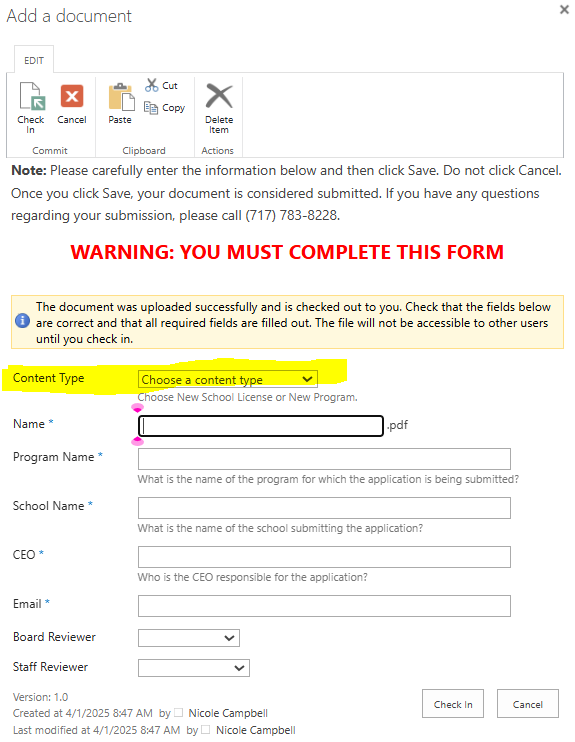 Add a document
EDIT
Check In
Cancel
Paste
Cut
Copy
Delete Item
Commit
Clipboard
Actions
Note: Please carefully enter the information below and then click Save. Do not click Cancel.
Once you click Save, your document is considered submitted. If you have any questions
regarding your submission, please call (717) 783-8228.
WARNING: YOU MUST COMPLETE THIS FORM
The document was uploaded successfully and is checked out to you. Check that the fields below
are correct and that all required fields are filled out. The file will not be accessible to other users
until you check in.
Content Type
Choose a content type
Choose New School License or New Program.
Name *
.pdf
Program Name *
What is the name of the program for which the application is being submitted?
School Name *
What is the name of the school submitting the application?
CEO *
Who is the CEO responsible for the application?
Email *
Board Reviewer
Staff Reviewer
Version: 1.0
Created at 4/1/2025 8:47 AM by Nicole Campbell
Last modified at 4/1/2025 8:47 AM by Nicole Campbell
Check In
Cancel